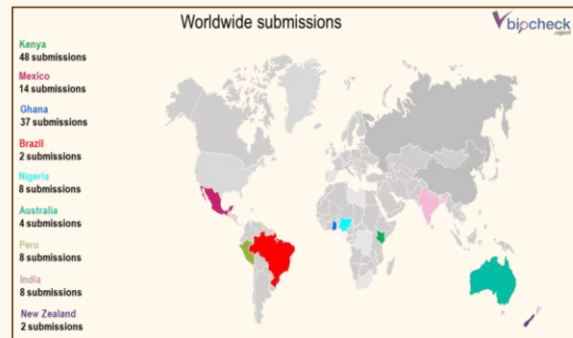 Worldwide submissions
biocheck
.agent
Kenya
48 submissions
Mexico
14 submissions
Ghana
37 submissions
Brazil
2 submissions
Nigeria
8 submissions
Australia
4 submissions
Peru
8 submissions
India
8 submissions
New Zealand
2 submissions